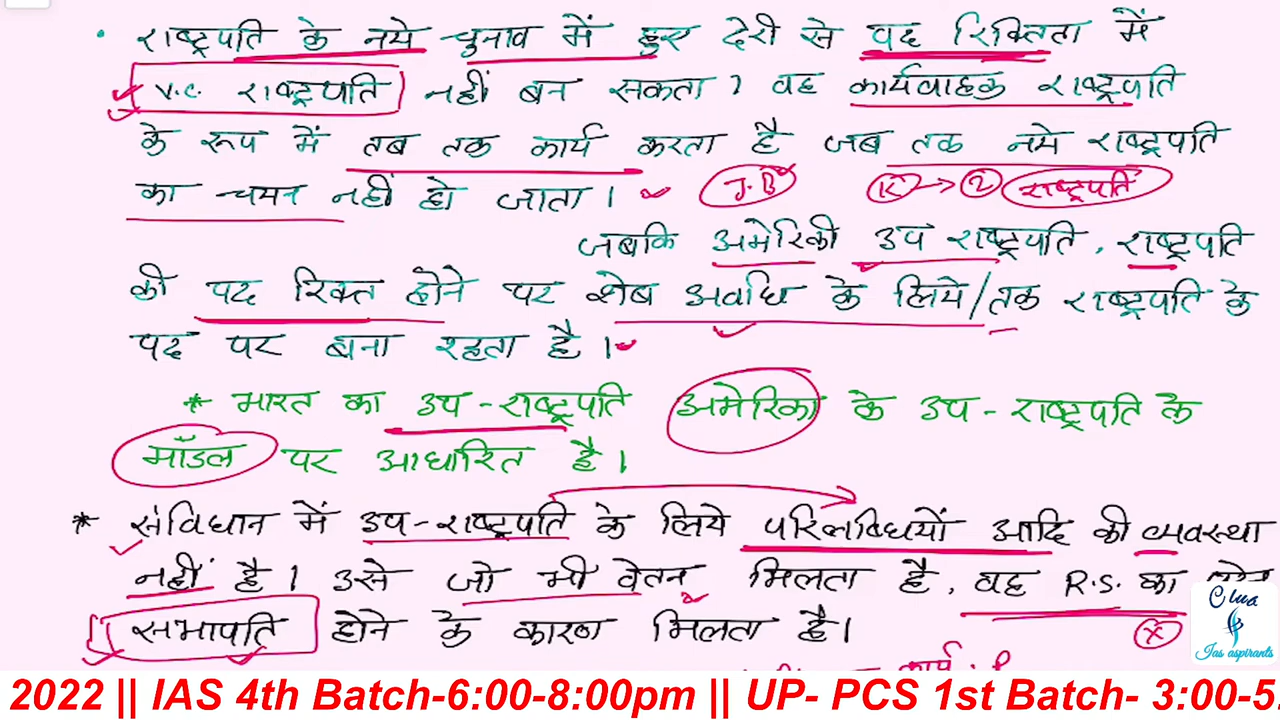 राष्ट्रपति के नये चुनाव में हुए देरी से पद रिक्तिता में
V.C. राष्ट्रपति नहीं बन सकता? वह कार्यवाहक राष्ट्रपति
के रूप में तब तक कार्य करता है जब तक नये राष्ट्रपति
का चयन नहीं हो जाता। J.B → 2 राष्ट्रपति
जबकि अमेरिकी उप राष्ट्रपति, राष्ट्रपति
की पद रिक्त होने पर शेष अवधि के लिये/तक राष्ट्रपति के
पद पर बना रहता है।
* भारत का उप-राष्ट्रपति अमेरिका के उप-राष्ट्रपति के
मॉडल पर आधारित है।
* संविधान में उप-राष्ट्रपति के लिये परिलब्धियों आदि की व्यवस्था
नहीं है। उसे जो भी वेतन मिलता है, वह R.S. का
सभापति होने के कारण मिलता है।
Clue
Ias aspirants
2022 || IAS 4th Batch-6:00-8:00pm || UP- PCS 1st Batch- 3:00-5: